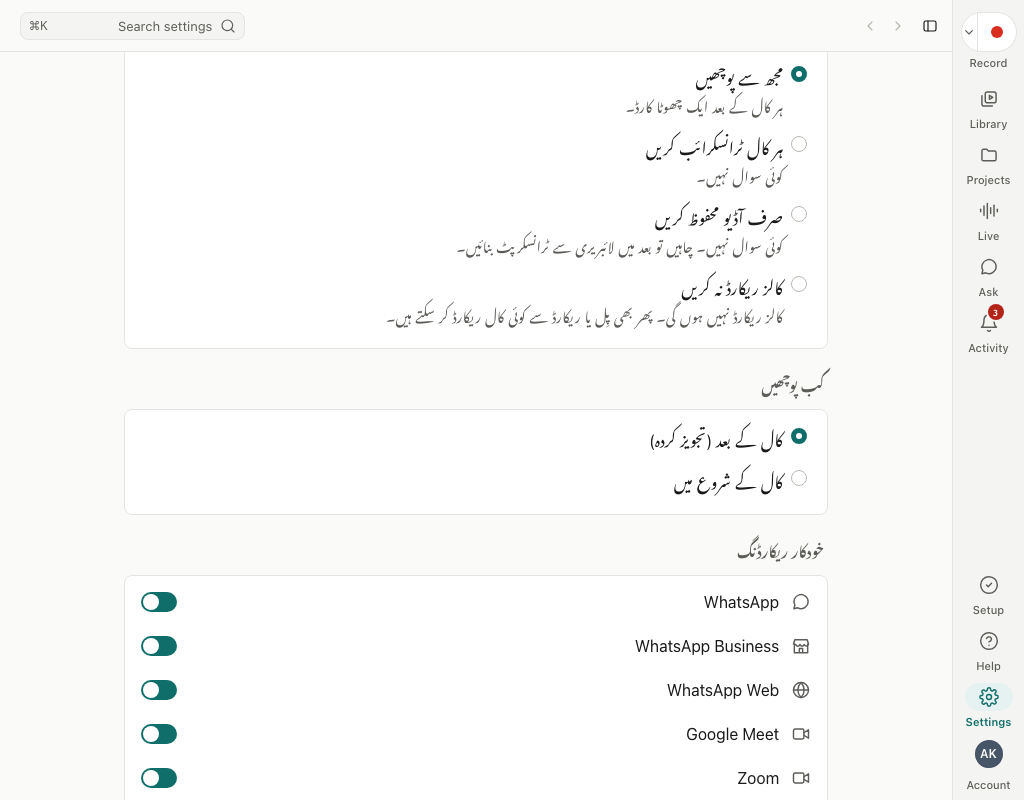 ⌘K
Search settings
Record
Library
Projects
Live
Ask
3
Activity
Setup
Help
Settings
AK
Account
مجھ سے پوچھیں
ہر کال کے بعد ایک چھوٹا کارڈ۔
ہر کال ٹرانسکرائب کریں
کوئی سوال نہیں۔
صرف آڈیو محفوظ کریں
کوئی سوال نہیں۔ چاہیں تو بعد میں لائبریری سے ٹرانسکرپٹ بنائیں۔
کالز ریکارڈ نہ کریں
کالز ریکارڈ نہیں ہوں گی۔ پھر بھی پِل یا ریکارڈ سے کوئی کال ریکارڈ کر سکتے ہیں۔
کب پوچھیں
کال کے بعد (تجویز کردہ)
کال کے شروع میں
خودکار ریکارڈنگ
WhatsApp
WhatsApp Business
WhatsApp Web
Google Meet
Zoom